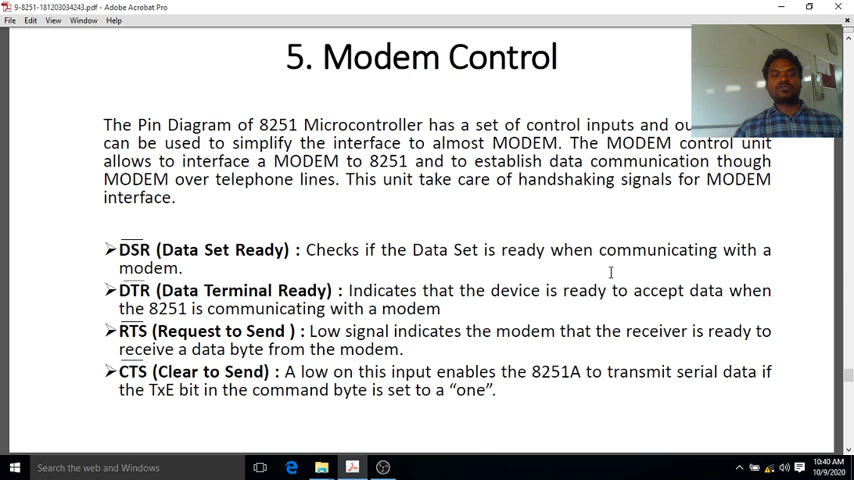 9-8251-181203034243.pdf - Adobe Acrobat Pro
File Edit View Window Help
5. Modem Control
The Pin Diagram of 8251 Microcontroller has a set of control inputs and
can be used to simplify the interface to almost MODEM. The MODEM control unit
allows to interface a MODEM to 8251 and to establish data communication though
MODEM over telephone lines. This unit take care of handshaking signals for MODEM
interface.
➢DSR (Data Set Ready) : Checks if the Data Set is ready when communicating with a
modem.
➢DTR (Data Terminal Ready) : Indicates that the device is ready to accept data when
the 8251 is communicating with a modem
➢RTS (Request to Send ) : Low signal indicates the modem that the receiver is ready to
receive a data byte from the modem.
➢CTS (Clear to Send) : A low on this input enables the 8251A to transmit serial data if
the TxE bit in the command byte is set to a “one”.
Search the web and Windows
10:40 AM
10/9/2020